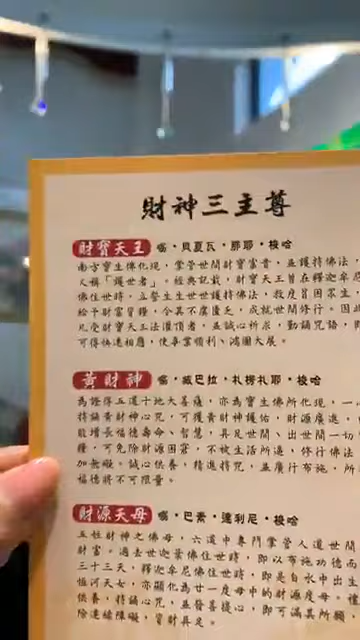 財神三主尊
財寶天王 嗡・貝夏瓦・那耶・梭哈
南方寶生佛化現，掌管世間財寶富貴，並護持佛法，
人稱「護世者」。經典記載，財寶天王曾在釋迦牟尼
佛住世時，立誓生生世世護持佛法，救度貧困眾生，
給予財富資糧，令其不虞匱乏，成就世間修行。因此
凡受財寶天王法灌頂者，並誠心祈求，勤誦咒語，即
可得快速相應，使事業順利、鴻圖大展。
黃財神 嗡・臧巴拉・札楞札耶・梭哈
為證得五道十地大菩薩，亦為寶生佛所化現，一心
持誦黃財神心咒，可獲黃財神護佑，財源廣進，
能增長福德壽命、智慧，具足世間、出世間一切
糧，可免除財源困窘，不被生活所逼，修行佛法
加無礙。誠心供養，精進持咒，並廣行布施，所
福德將不可限量。
財源天母 嗡・巴素・達利尼・梭哈
五姓財神之佛母，六道中專門掌管人道世間
財富。過去世迦葉佛住世時，即以布施功德而
三十三天，釋迦牟尼佛住世時，即是自水中出生
恆河天女，亦顯化為廿一度母中的財源度母。禮
供養，持誦心咒，並發菩提心，即可滿其所願
除違緣障礙，資財具足。